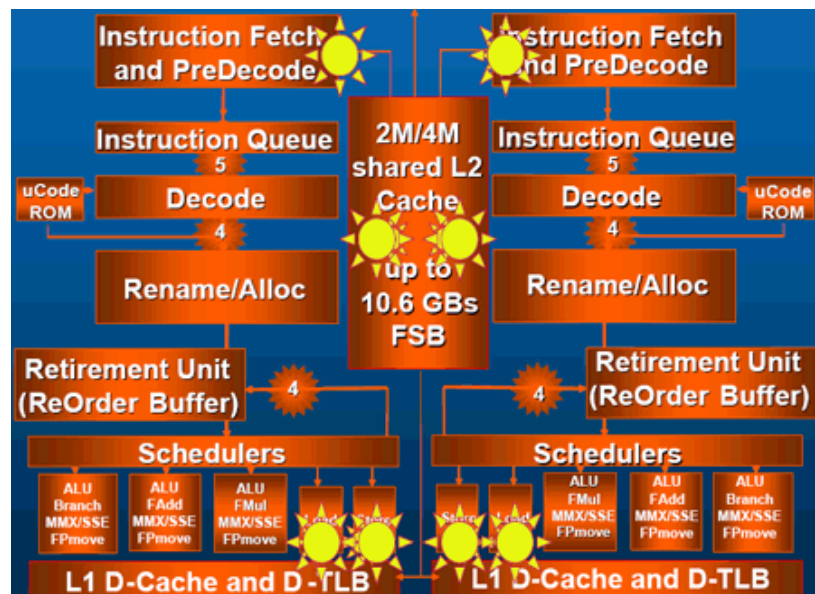 Instruction Fetch
and PreDecode
Instruction Queue
5
uCode
ROM
Decode
4
Rename/Alloc
Retirement Unit
(ReOrder Buffer)
4
Schedulers
ALU
Branch
MMX/SSE
FPmove
ALU
FAdd
MMX/SSE
FPmove
ALU
FMul
MMX/SSE
FPmove
L1 D-Cache and D-TLB
2M/4M
shared L2
Cache
up to
10.6 GBs
FSB
Instruction Fetch
and PreDecode
Instruction Queue
5
Decode
uCode
ROM
4
Rename/Alloc
4
Retirement Unit
(ReOrder Buffer)
Schedulers
Store
Load
ALU
FMul
MMX/SSE
FPmove
ALU
FAdd
MMX/SSE
FPmove
ALU
Branch
MMX/SSE
FPmove
L1 D-Cache and D-TLB